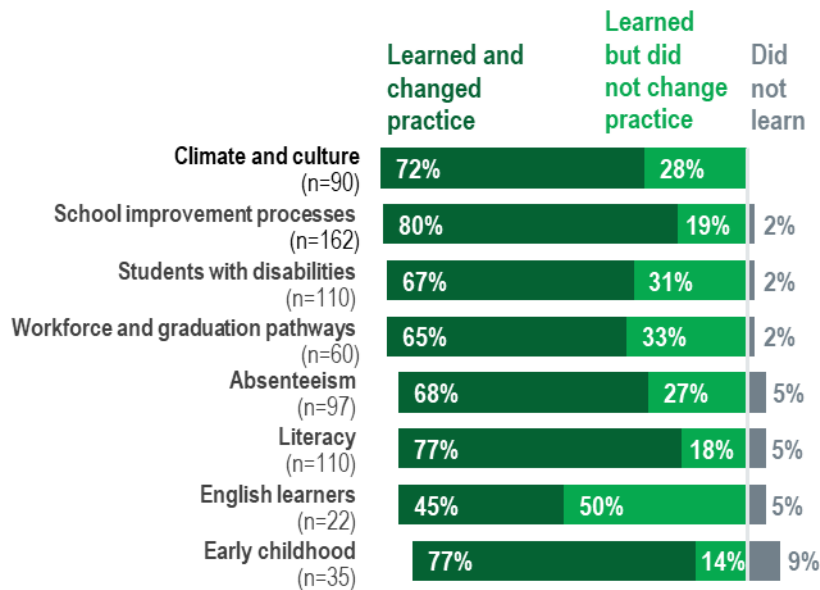 Learned and
changed
practice
Learned
but did
not change
practice
Did
not
learn
Climate and culture
(n=90)
72% 28%
School improvement processes
(n=162)
80% 19% 2%
Students with disabilities
(n=110)
67% 31% 2%
Workforce and graduation pathways
(n=60)
65% 33% 2%
Absenteeism
(n=97)
68% 27% 5%
Literacy
(n=110)
77% 18% 5%
English learners
(n=22)
45% 50% 5%
Early childhood
(n=35)
77% 14% 9%